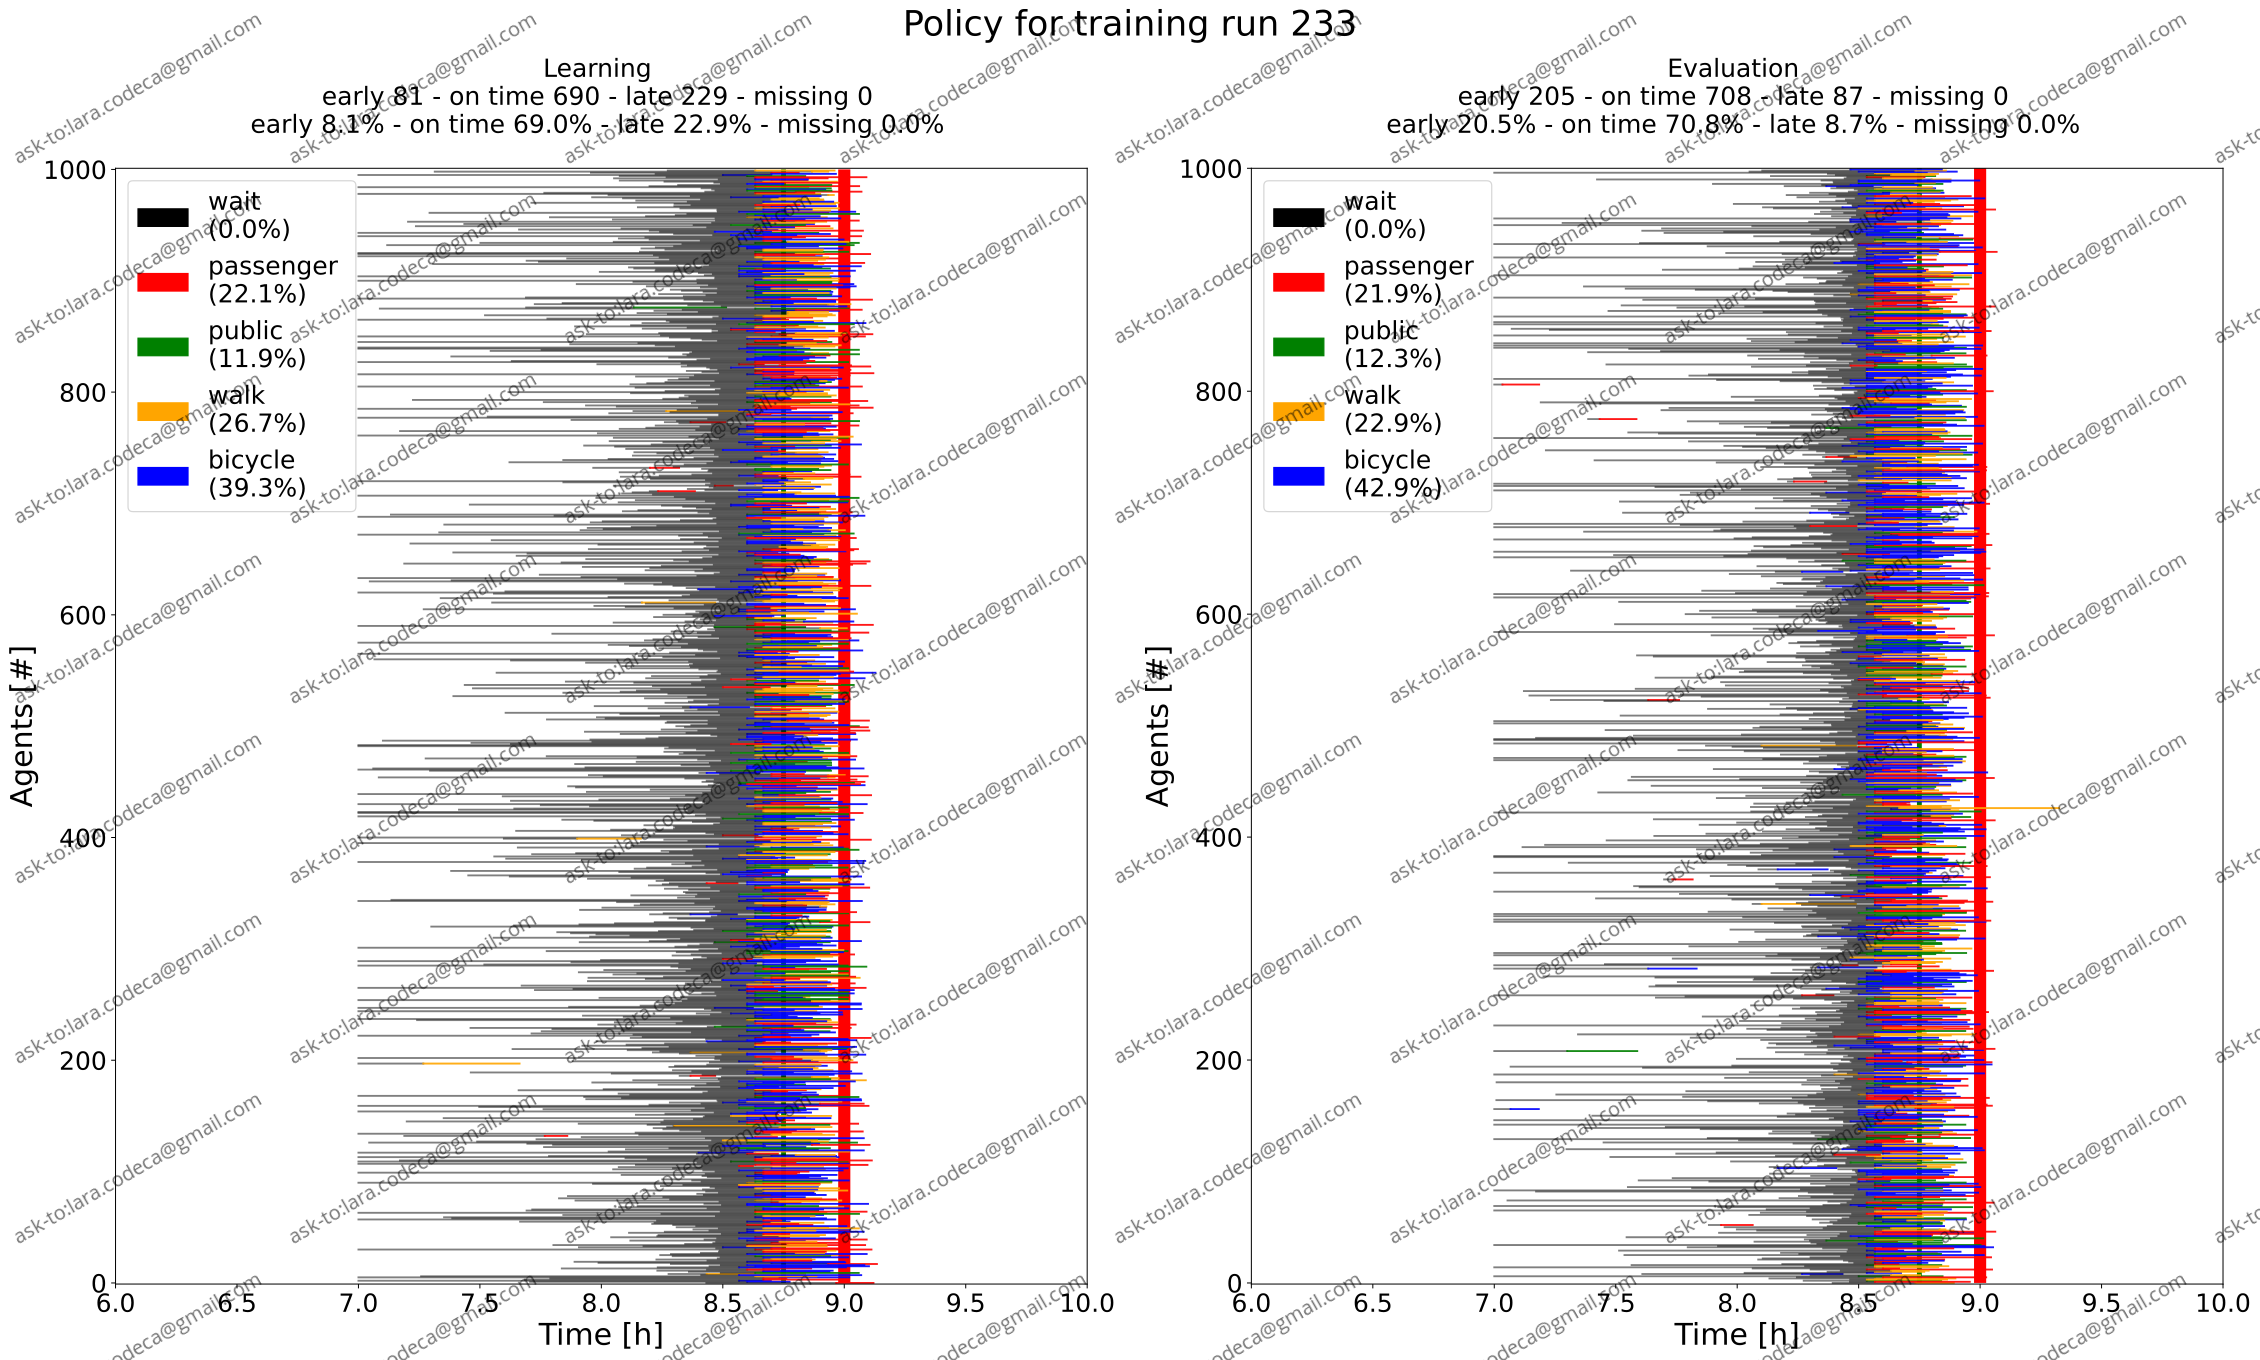 Policy for training run 233
Learning
early 81 - on time 690 - late 229 - missing 0
early 8.1% - on time 69.0% - late 22.9% - missing 0.0%
1000
800
600
400
200
0
Agents [#]
wait
(0.0%)
passenger
(22.1%)
public
(11.9%)
walk
(26.7%)
bicycle
(39.3%)
6.0 6.5 7.0 7.5 8.0 8.5 9.0 9.5 10.0
Time [h]
Evaluation
early 205 - on time 708 - late 87 - missing 0
early 20.5% - on time 70.8% - late 8.7% - missing 0.0%
1000
800
600
400
200
0
Agents [#]
wait
(0.0%)
passenger
(21.9%)
public
(12.3%)
walk
(22.9%)
bicycle
(42.9%)
6.0 6.5 7.0 7.5 8.0 8.5 9.0 9.5 10.0
Time [h]
ask-to:lara.codeca@gmail.com